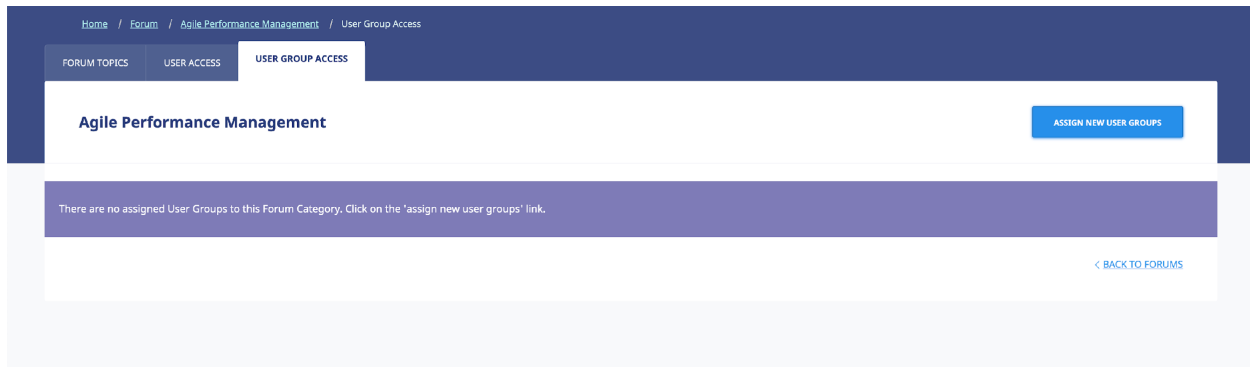 Home / Forum / Agile Performance Management / User Group Access
FORUM TOPICS USER ACCESS USER GROUP ACCESS
Agile Performance Management
ASSIGN NEW USER GROUPS
There are no assigned User Groups to this Forum Category. Click on the 'assign new user groups' link.
< BACK TO FORUMS